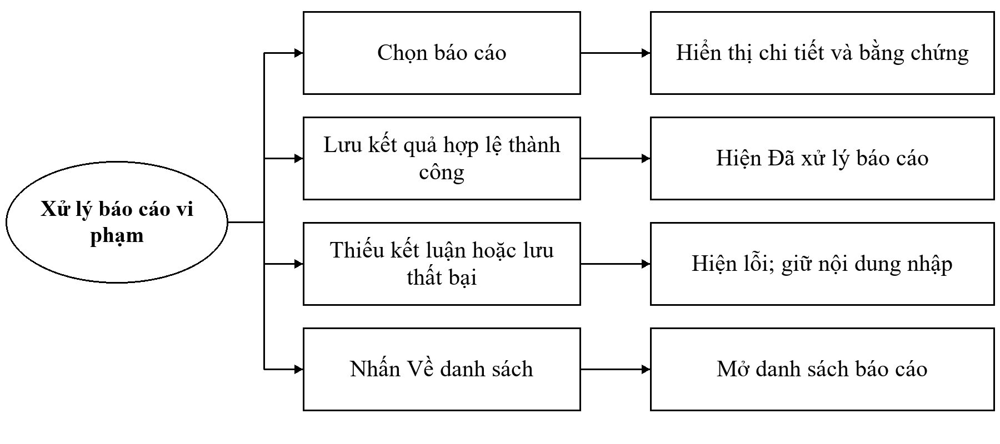 Chọn báo cáo
Hiển thị chi tiết và bằng chứng
Lưu kết quả hợp lệ thành
công
Hiện Đã xử lý báo cáo
Xử lý báo cáo vi
phạm
Thiếu kết luận hoặc lưu
thất bại
Hiện lỗi; giữ nội dung nhập
Nhấn Về danh sách
Mở danh sách báo cáo